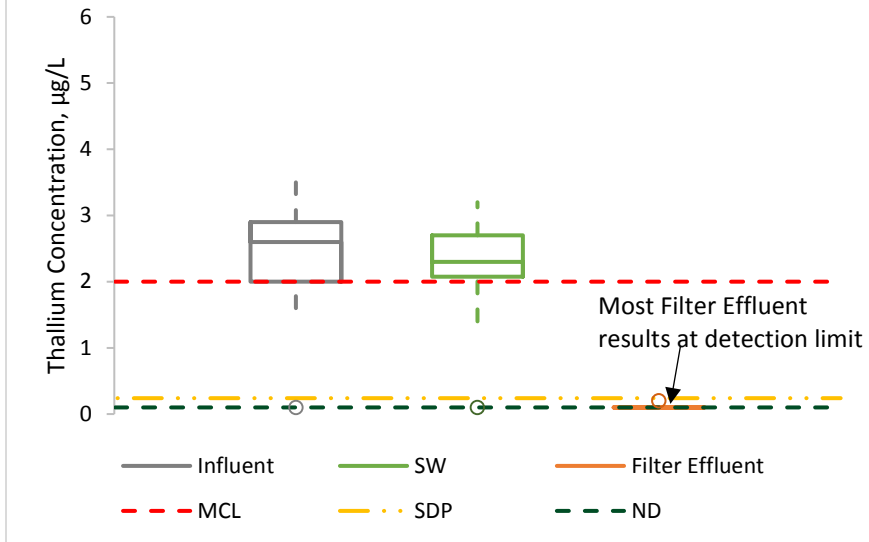 6
5
4
3
2
1
0
Thallium Concentration, µg/L
Most Filter Effluent
results at detection limit
Influent SW Filter Effluent
MCL SDP ND